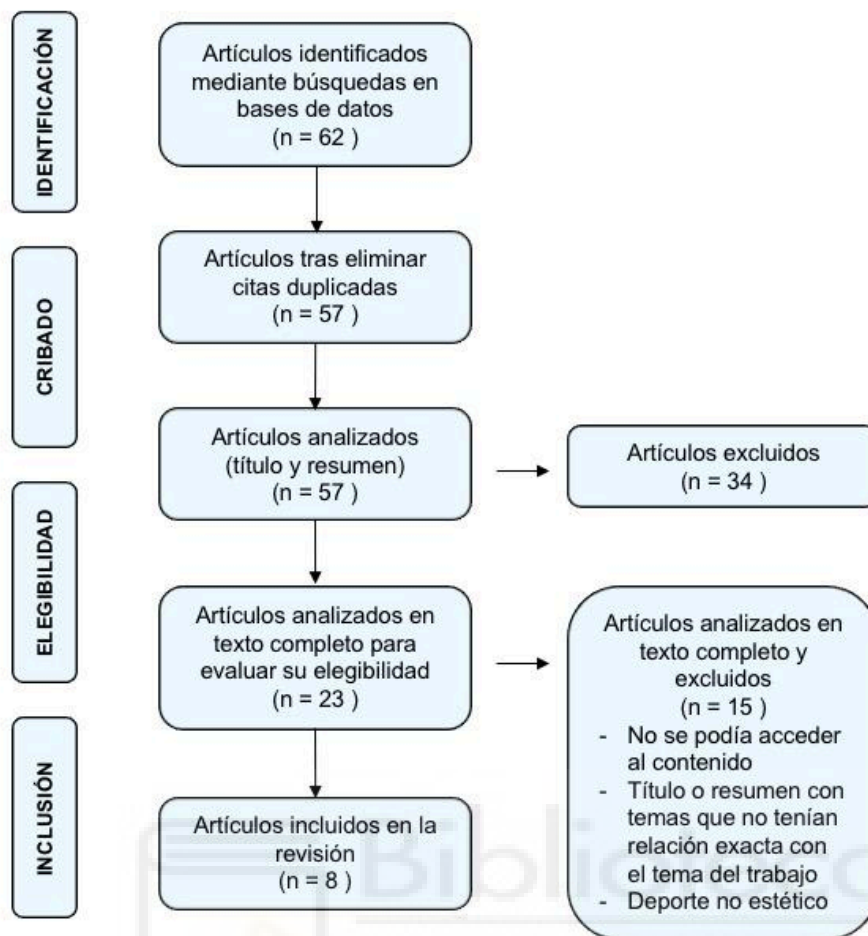 IDENTIFICACIÓN
Artículos identificados
mediante búsquedas en
bases de datos
(n = 62 )
CRIBADO
Artículos tras eliminar
citas duplicadas
(n = 57 )
Artículos analizados
(título y resumen)
(n = 57 )
Artículos excluidos
(n = 34 )
ELEGIBILIDAD
Artículos analizados en
texto completo para
evaluar su elegibilidad
(n = 23 )
Artículos analizados en
texto completo y
excluidos
(n = 15 )
- No se podía acceder
al contenido
- Título o resumen con
temas que no tenían
relación exacta con
el tema del trabajo
- Deporte no estético
INCLUSIÓN
Artículos incluidos en la
revisión
(n = 8 )
Biblioteca